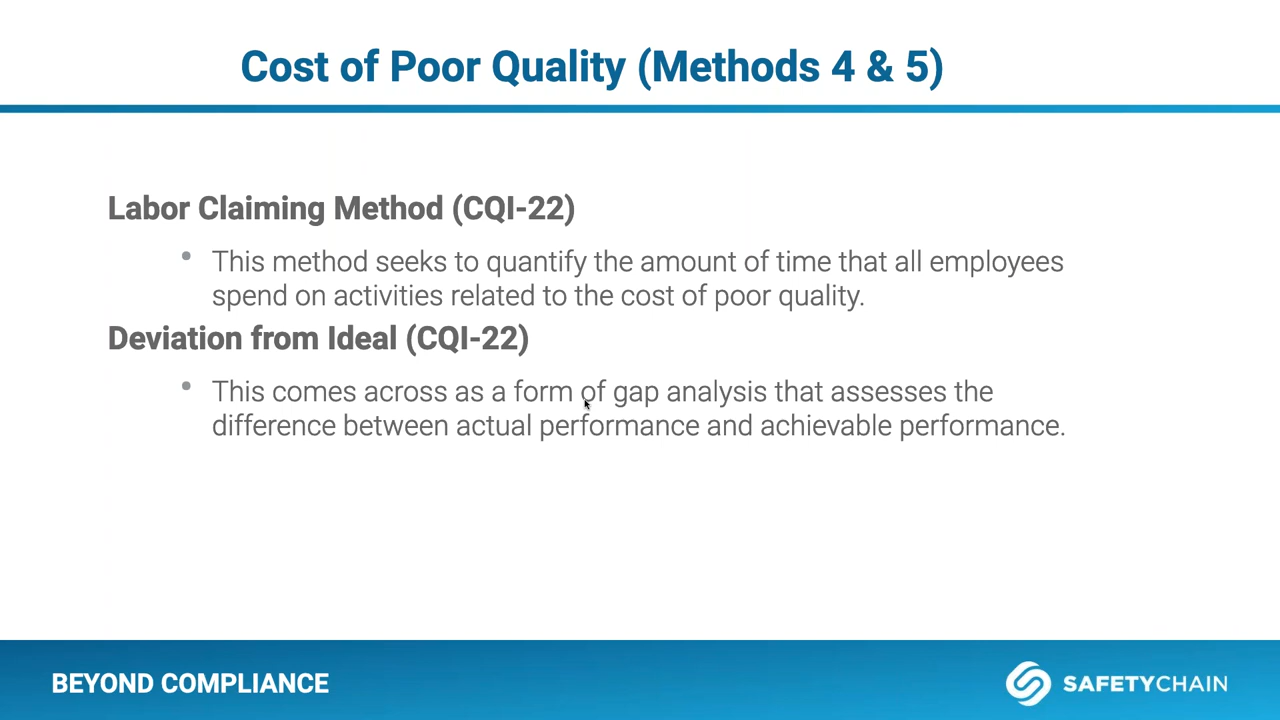 Cost of Poor Quality (Methods 4 & 5)
Labor Claiming Method (CQI-22)
• This method seeks to quantify the amount of time that all employees
spend on activities related to the cost of poor quality.
Deviation from Ideal (CQI-22)
• This comes across as a form of gap analysis that assesses the
difference between actual performance and achievable performance.
BEYOND COMPLIANCE
SAFETYCHAIN